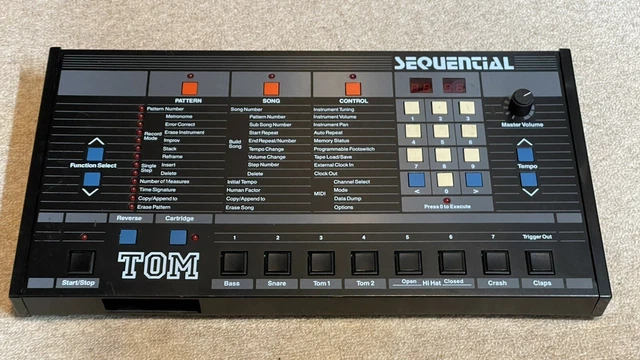 SEQUENTIAL
PATTERN SONG CONTROL
Pattern Number Song Number Instrument Tuning
Metronome Pattern Number Instrument Volume
Error Correct Sub Song Number Instrument Pan
Record Mode Erase Instrument Start Repeat Auto Repeat
Improv Build Song End Repeat/Number Memory Status
Stack Tempo Change Programmable Footswitch
Reframe Volume Change Tape Load/Save
Single Step Insert Step Number External Clock In
Delete Delete Clock Out
Number of Measures Initial Tempo MIDI Channel Select
Time Signature Human Factor Mode
Copy/Append to Copy/Append to Data Dump
Erase Pattern Erase Song Options
Function Select
1 2 3
4 5 6
7 8 9
< 0 >
Press 0 to Execute
Master Volume
Tempo
Reverse Cartridge
1 2 3 4 5 6 7 Trigger Out
TOM
Start/Stop
Bass Snare Tom 1 Tom 2 Open Hi Hat Closed Crash Claps